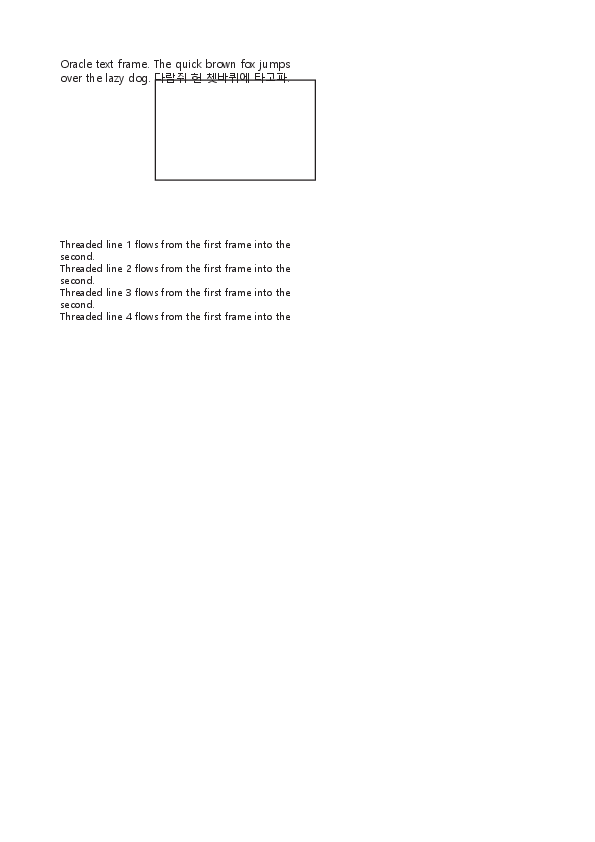 Oracle text frame. The quick brown fox jumps
over the lazy dog. 다람쥐 헌 쳇바퀴에 타고파.
Threaded line 1 flows from the first frame into the
second.
Threaded line 2 flows from the first frame into the
second.
Threaded line 3 flows from the first frame into the
second.
Threaded line 4 flows from the first frame into the